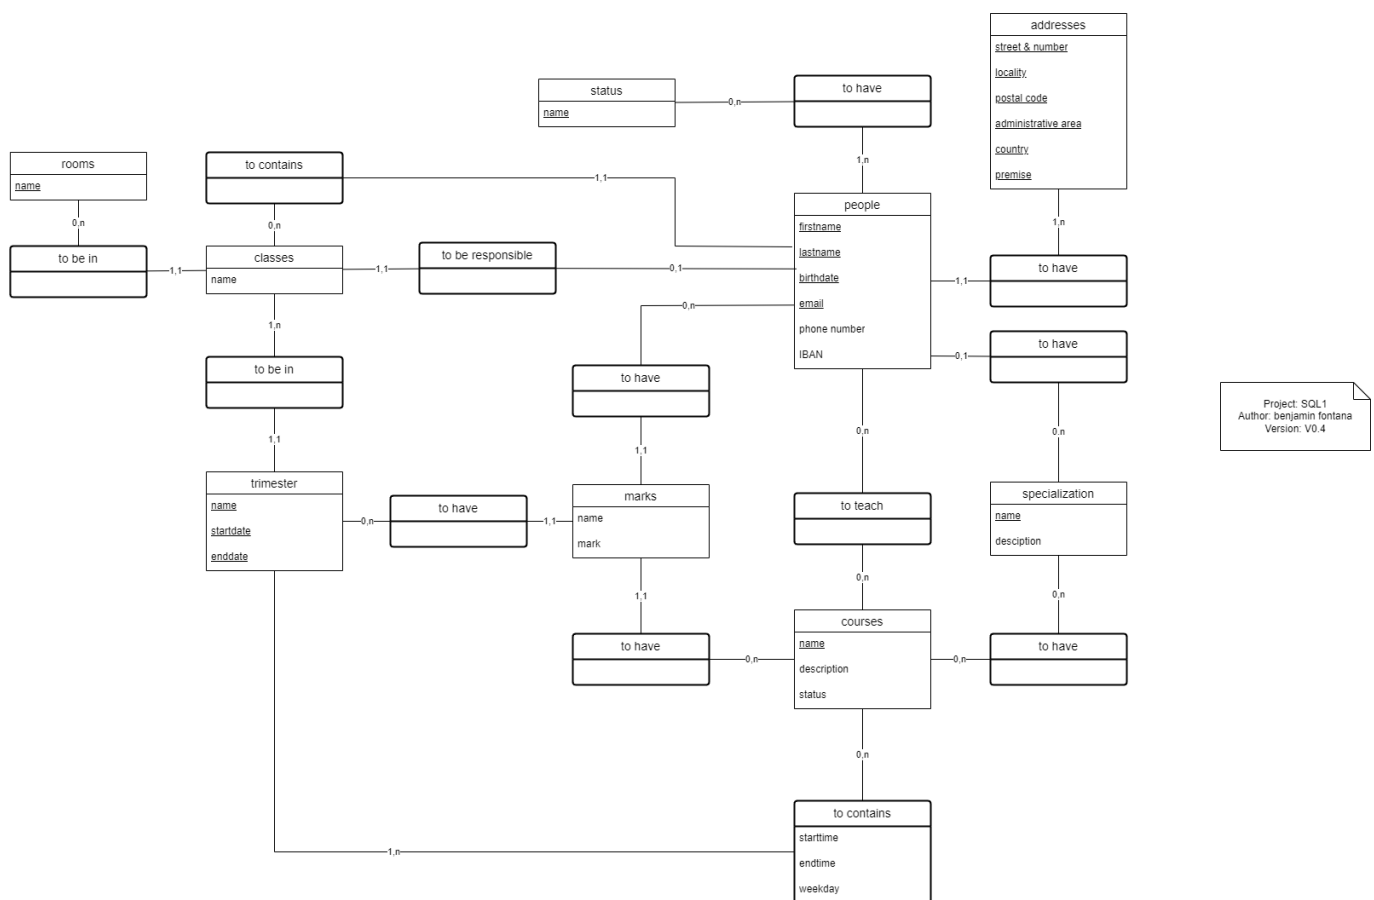 addresses
street & number
locality
postal code
administrative area
country
premise
status
name
0,n
to have
1,n
1,n
rooms
name
to contains
1,1
people
firstname
lastname
birthdate
email
phone number
IBAN
0,n
0,n
to be in
1,1
classes
name
1,1
to be responsible
0,1
1,1
to have
0,n
1,n
to be in
to have
0,1
to have
Project: SQL1
Author: benjamin fontana
Version: V0.4
1,1
1,1
0,n
0,n
trimester
name
startdate
enddate
0,n
to have
1,1
marks
name
mark
to teach
specialization
name
desciption
1,1
0,n
0,n
to have
0,n
courses
name
description
status
0,n
to have
0,n
to contains
starttime
endtime
weekday
1,n